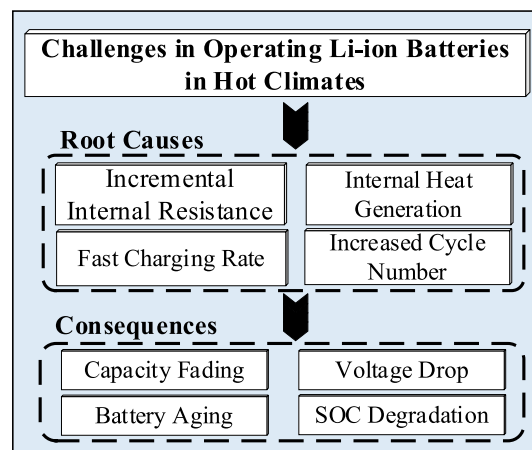 Challenges in Operating Li-ion Batteries
in Hot Climates
Root Causes
Incremental
Internal Resistance
Internal Heat
Generation
Fast Charging Rate
Increased Cycle
Number
Consequences
Capacity Fading
Voltage Drop
Battery Aging
SOC Degradation